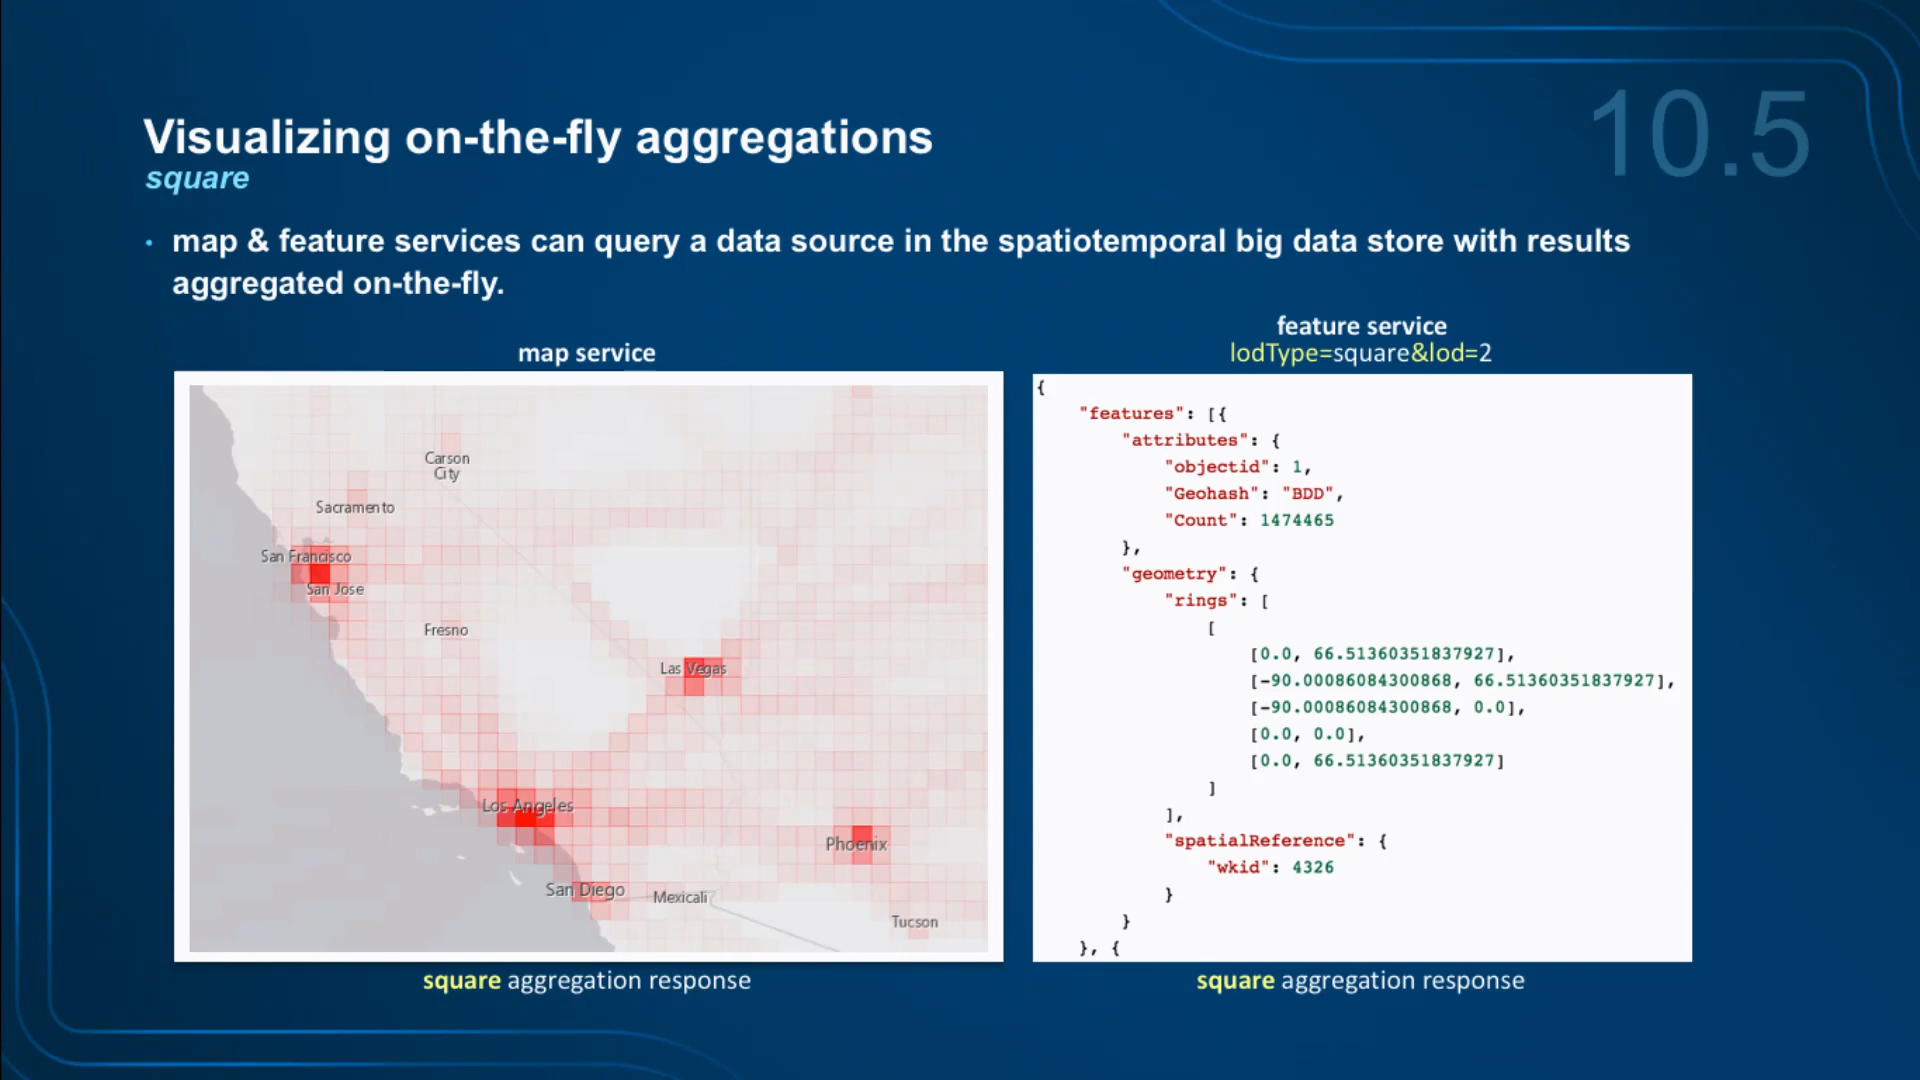 10.5
Visualizing on-the-fly aggregations
square
• map & feature services can query a data source in the spatiotemporal big data store with results
aggregated on-the-fly.
map service
Carson
City
Sacramento
San Francisco
San Jose
Fresno
Las Vegas
Los Angeles
Phoenix
San Diego
Mexicali
Tucson
square aggregation response
feature service
lodType=square&lod=2
{
"features": [{
"attributes": {
"objectid": 1,
"Geohash": "BDD",
"Count": 1474465
},
"geometry": {
"rings": [
[
[0.0, 66.51360351837927],
[-90.00086084300868, 66.51360351837927],
[-90.00086084300868, 0.0],
[0.0, 0.0],
[0.0, 66.51360351837927]
]
],
"spatialReference": {
"wkid": 4326
}
}
}, {
square aggregation response